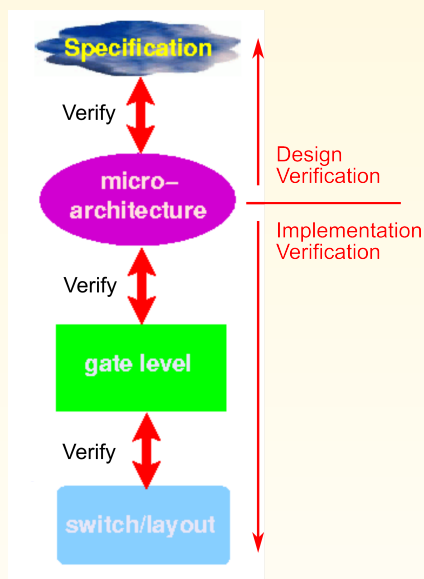 Specification
Verify
micro–
architecture
Design
Verification
Implementation
Verification
Verify
gate level
Verify
switch/layout